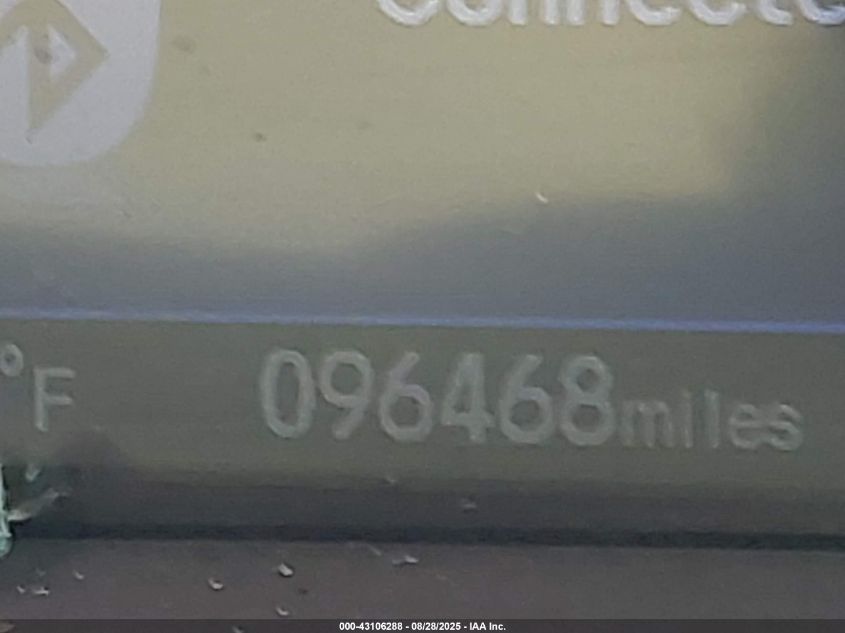 °F 096468miles
000-43106288 - 08/28/2025 - IAA Inc.